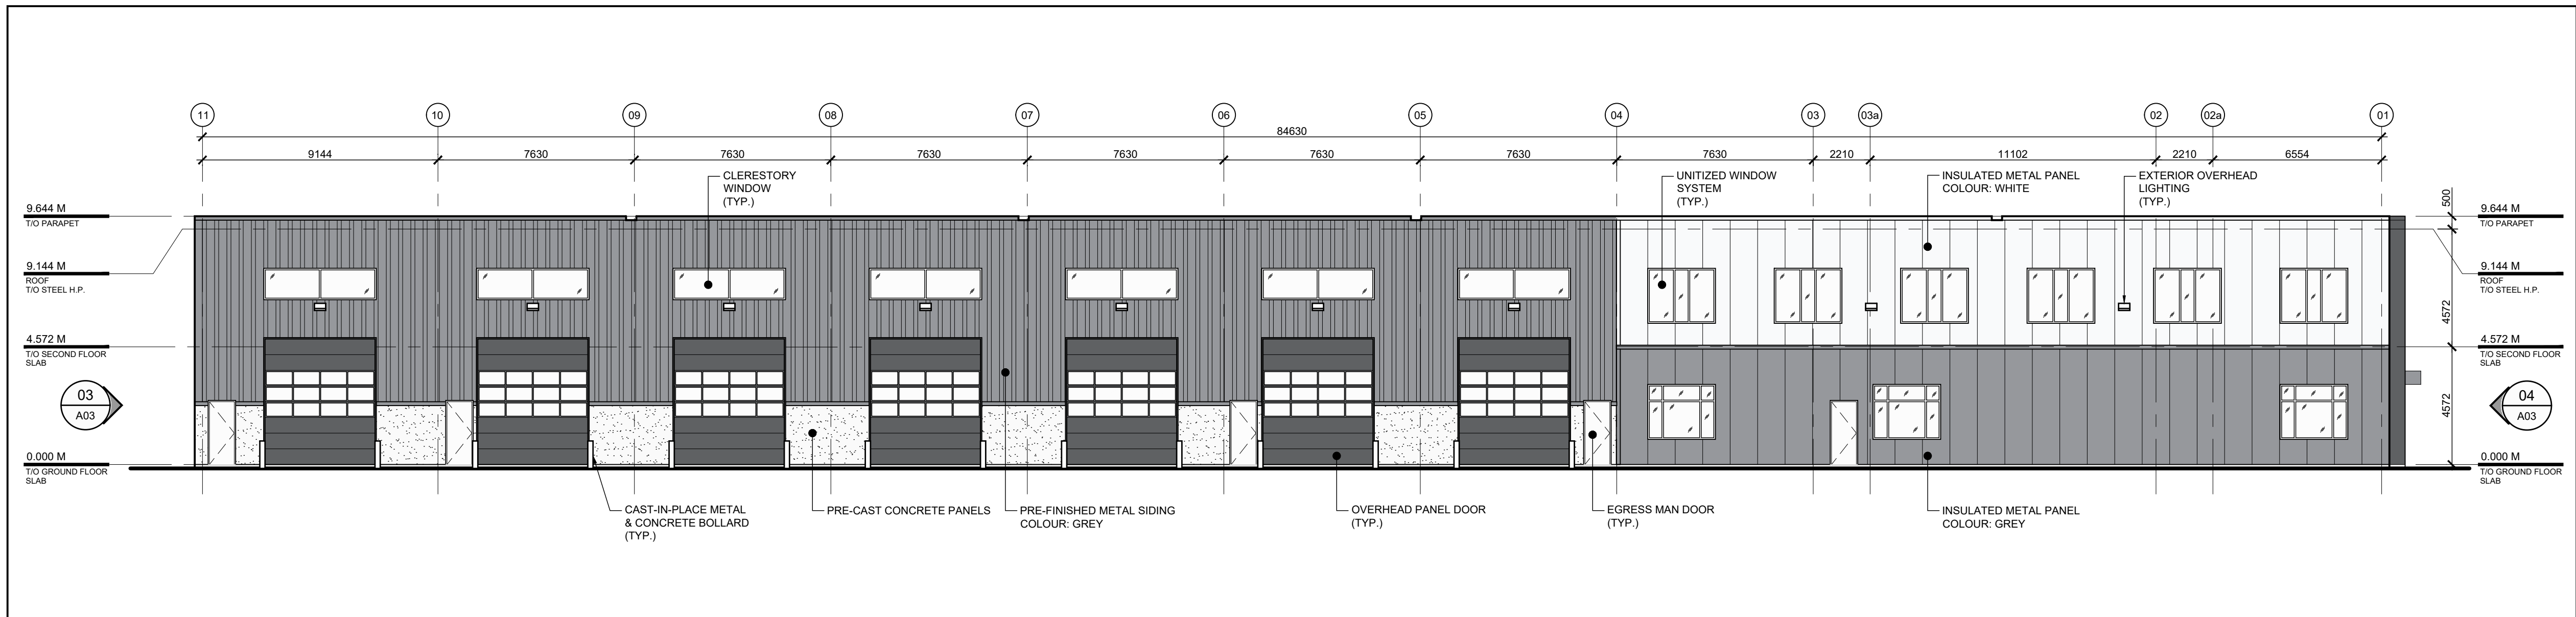 11
10
09
08
07
06
05
04
03
03a
02
02a
01
84630
9144
7630
7630
7630
7630
7630
7630
7630
2210
11102
2210
6554
CLERESTORY
WINDOW
(TYP.)
UNITIZED WINDOW
SYSTEM
(TYP.)
INSULATED METAL PANEL
COLOUR: WHITE
EXTERIOR OVERHEAD
LIGHTING
(TYP.)
9.644 M
T/O PARAPET
9.144 M
ROOF
T/O STEEL H.P.
4.572 M
T/O SECOND FLOOR
SLAB
03
A03
0.000 M
T/O GROUND FLOOR
SLAB
500
4572
4572
9.644 M
T/O PARAPET
9.144 M
ROOF
T/O STEEL H.P.
4.572 M
T/O SECOND FLOOR
SLAB
04
A03
0.000 M
T/O GROUND FLOOR
SLAB
CAST-IN-PLACE METAL
& CONCRETE BOLLARD
(TYP.)
PRE-CAST CONCRETE PANELS
PRE-FINISHED METAL SIDING
COLOUR: GREY
OVERHEAD PANEL DOOR
(TYP.)
EGRESS MAN DOOR
(TYP.)
INSULATED METAL PANEL
COLOUR: GREY